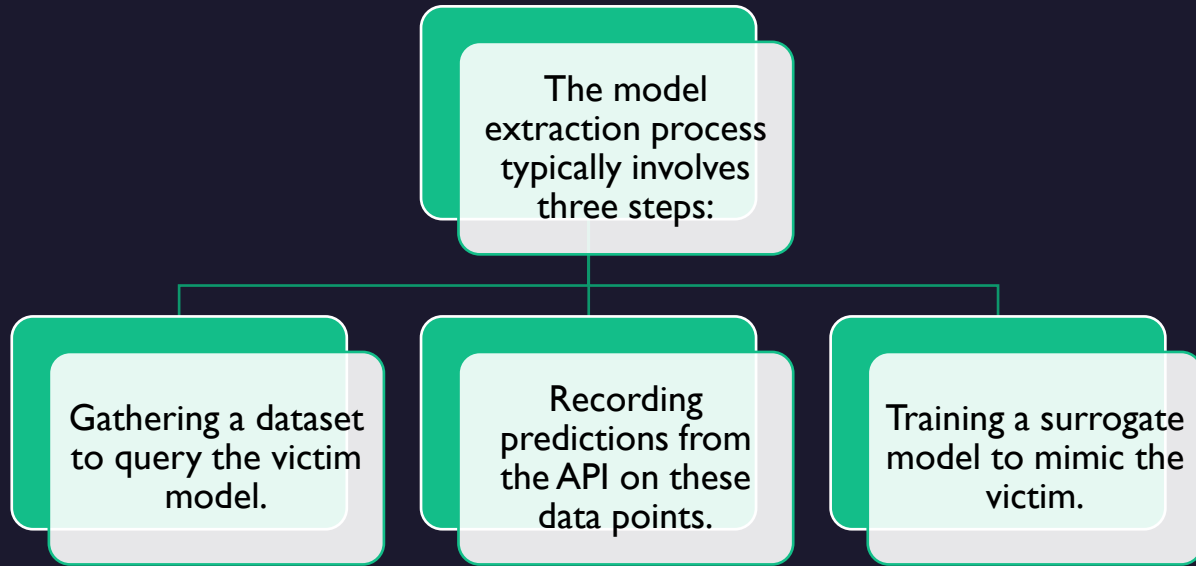 The model
extraction process
typically involves
three steps:
Gathering a dataset
to query the victim
model.
Recording
predictions from
the API on these
data points.
Training a surrogate
model to mimic the
victim.